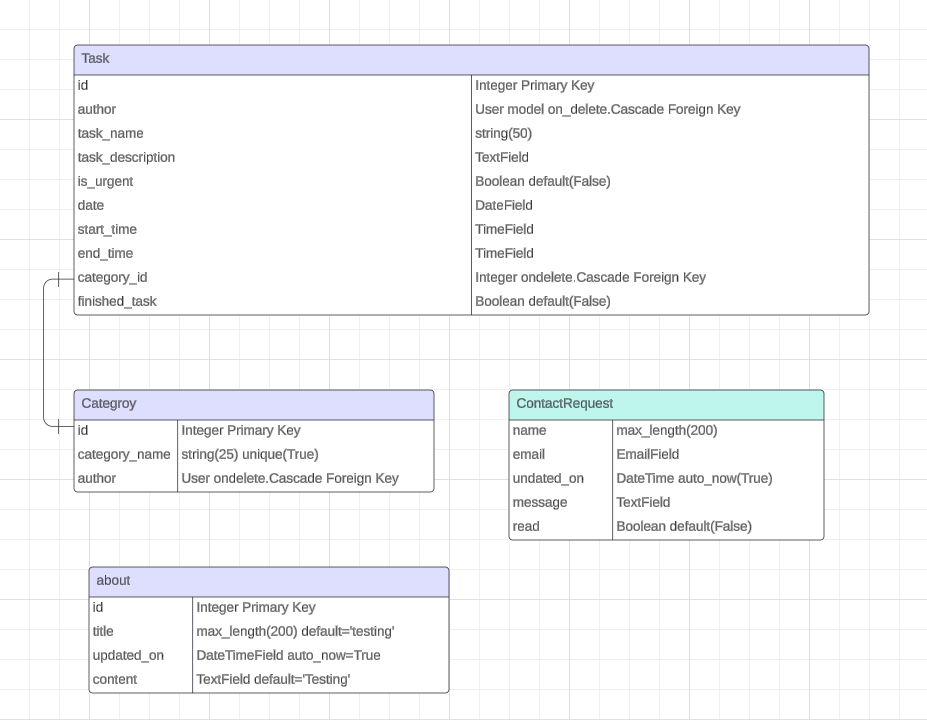 Task
id Integer Primary Key
author User model on_delete.Cascade Foreign Key
task_name string(50)
task_description TextField
is_urgent Boolean default(False)
date DateField
start_time TimeField
end_time TimeField
category_id Integer ondelete.Cascade Foreign Key
finished_task Boolean default(False)
Categroy
id Integer Primary Key
category_name string(25) unique(True)
author User ondelete.Cascade Foreign Key
ContactRequest
name max_length(200)
email EmailField
undated_on DateTime auto_now(True)
message TextField
read Boolean default(False)
about
id Integer Primary Key
title max_length(200) default='testing'
updated_on DateTimeField auto_now=True
content TextField default='Testing'